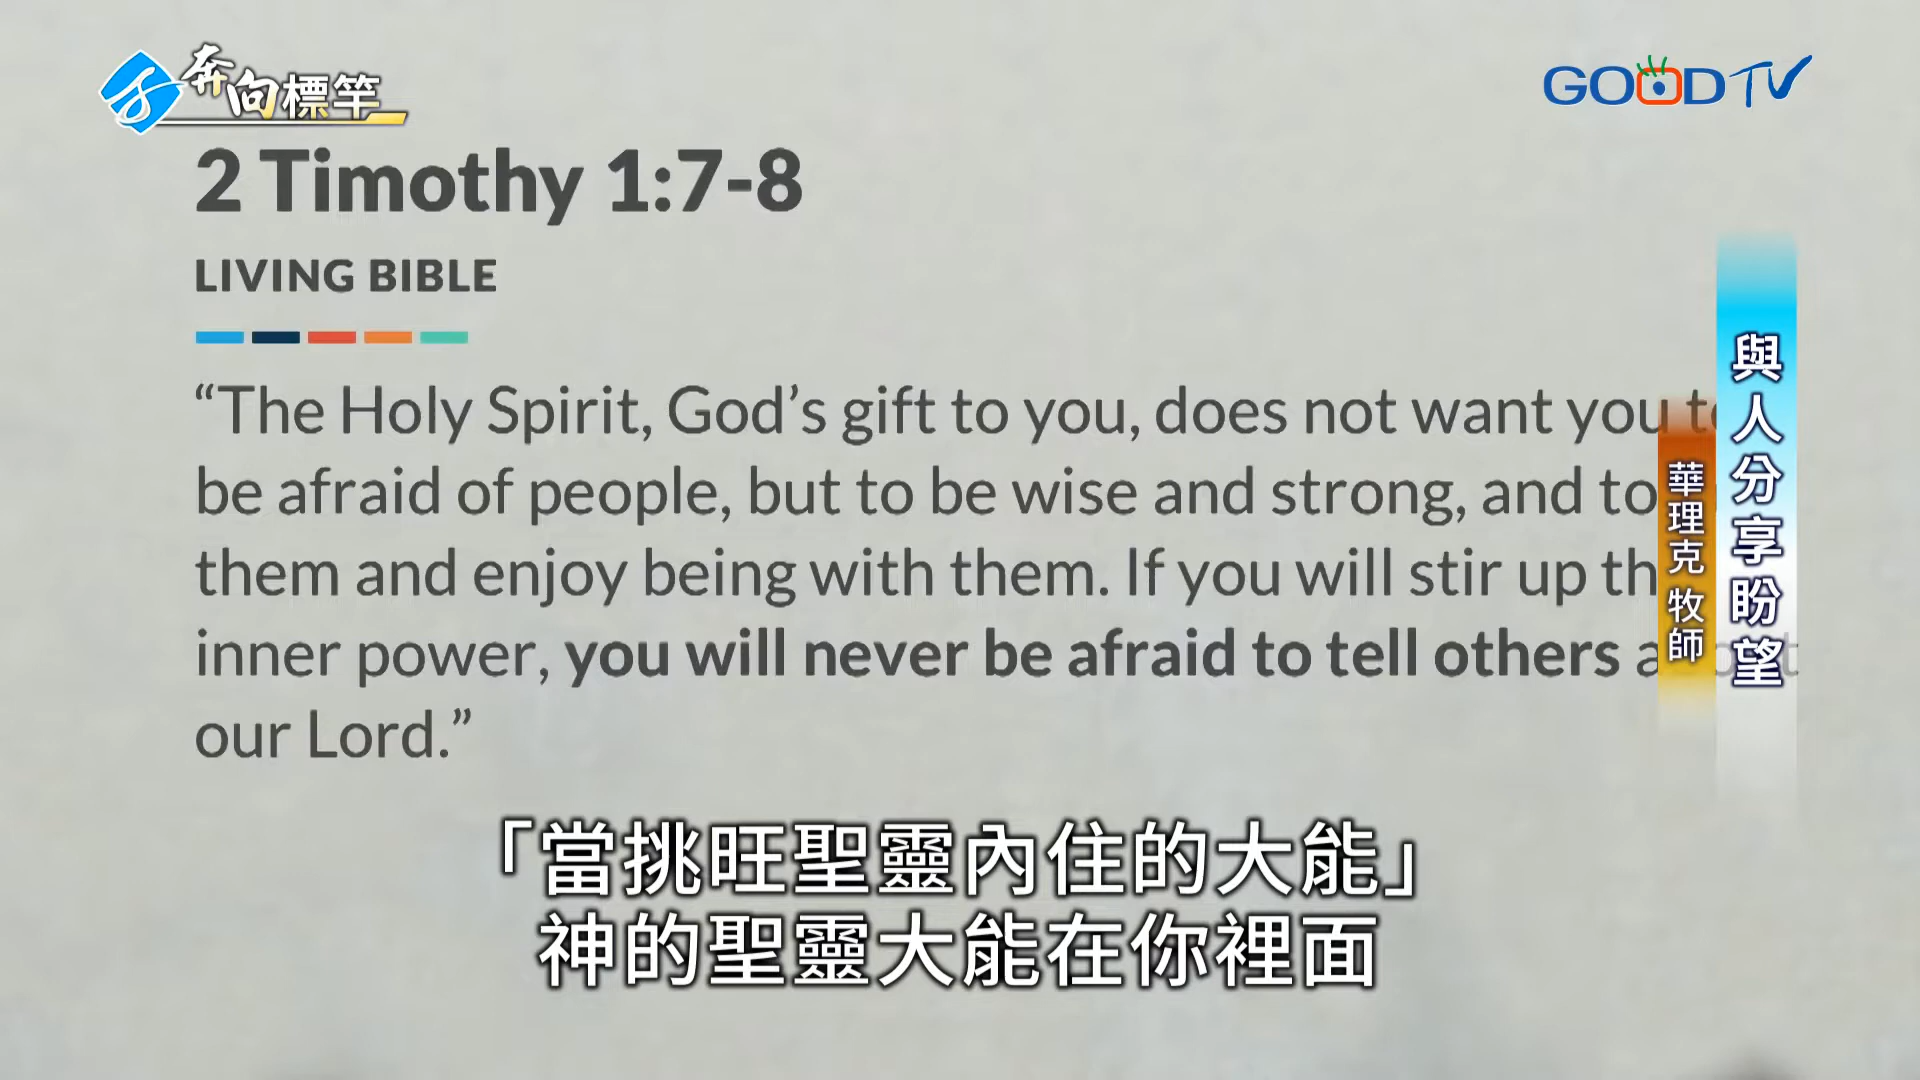 奔向標竿
GOOD TV
2 Timothy 1:7-8
LIVING BIBLE
“The Holy Spirit, God’s gift to you, does not want you
be afraid of people, but to be wise and strong, and to
them and enjoy being with them. If you will stir up
inner power, you will never be afraid to tell others
our Lord.”
與人分享盼望
華理克 牧師
「當挑旺聖靈內住的大能」
神的聖靈大能在你裡面